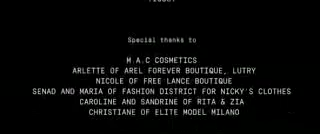 Special thanks to
M.A.C COSMETICS
ARLETTE OF AREL FOREVER BOUTIQUE, LUTRY
NICOLE OF FREE LANCE BOUTIQUE
SENAD AND MARIA OF FASHION DISTRICT FOR NICKY'S CLOTHES
CAROLINE AND SANDRINE OF RITA & ZIA
CHRISTIANE OF ELITE MODEL MILANO